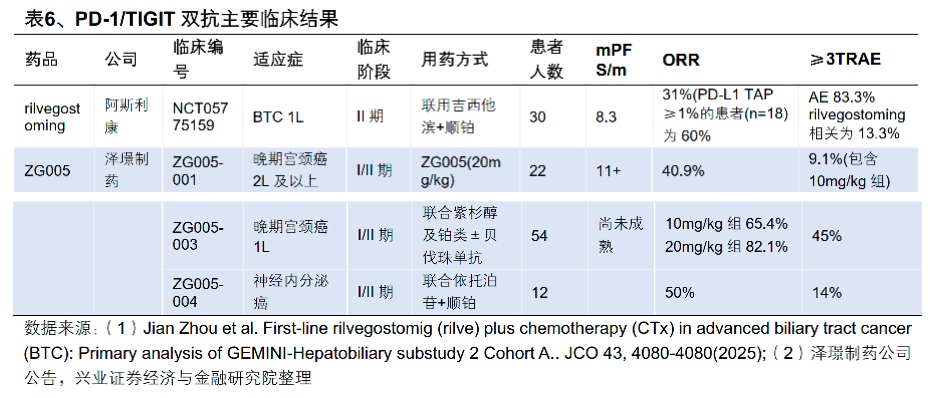 表6、PD-1/TIGIT 双抗主要临床结果
药品 公司 临床编号 适应症 临床阶段 用药方式 患者人数 mPFS/m ORR ≥3TRAE
rilvegostoming 阿斯利康 NCT05775159 BTC 1L II 期 联用吉西他滨+顺铂 30 8.3 31%(PD-L1 TAP ≥1%的患者(n=18)为 60% AE 83.3% rilvegostoming 相关为 13.3%
ZG005 泽璟制药 ZG005-001 晚期宫颈癌 2L 及以上 I/II 期 ZG005(20mg/kg) 22 11+ 40.9% 9.1%(包含 10mg/kg 组)
ZG005-003 晚期宫颈癌 1L I/II 期 联合紫杉醇及铂类±贝伐珠单抗 54 尚未成熟 10mg/kg 组 65.4% 20mg/kg 组 82.1% 45%
ZG005-004 神经内分泌癌 I/II 期 联合依托泊苷+顺铂 12 50% 14%
数据来源：（1）Jian Zhou et al. First-line rilvegostomig (rilve) plus chemotherapy (CTx) in advanced biliary tract cancer
(BTC): Primary analysis of GEMINI-Hepatobiliary substudy 2 Cohort A.. JCO 43, 4080-4080(2025);（2）泽璟制药公司
公告，兴业证券经济与金融研究院整理